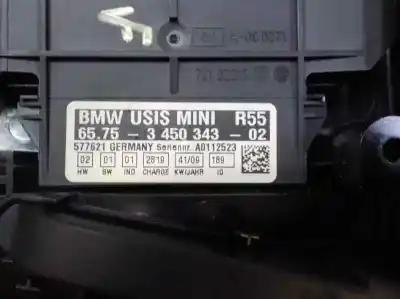 BMW USIS MINI R55
65.75 - 3 450 343 - 02
577621 GERMANY Seriennr. A0112523
02 01 01 2819 41/09 189
HW SW IND CHARGE KW/JAHR ID